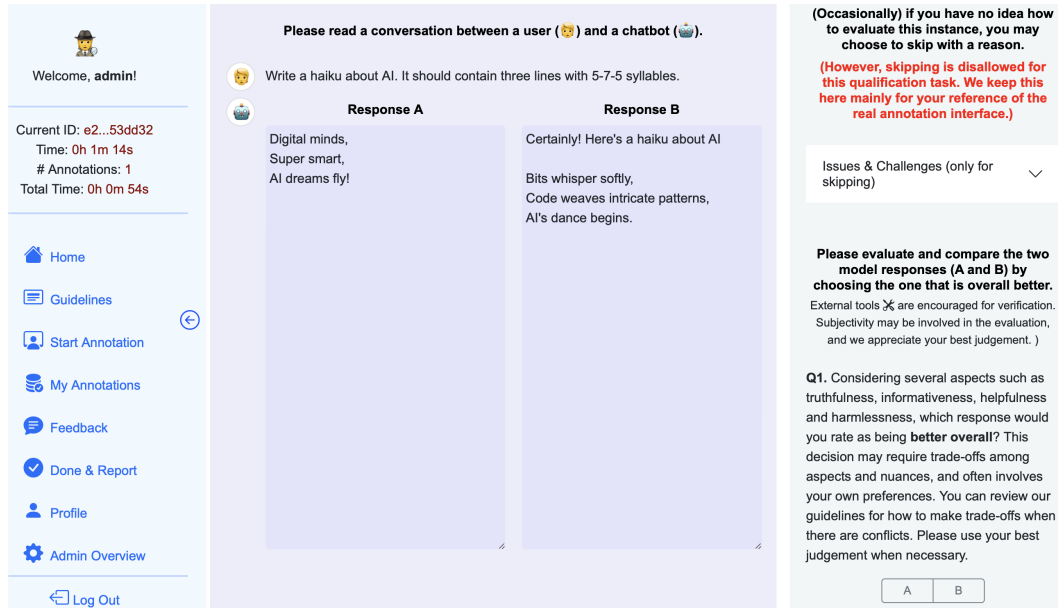 Welcome, admin!
Current ID: e2...53dd32
Time: 0h 1m 14s
# Annotations: 1
Total Time: 0h 0m 54s
Home
Guidelines
Start Annotation
My Annotations
Feedback
Done & Report
Profile
Admin Overview
Log Out
Please read a conversation between a user (👨) and a chatbot (🤖).
Write a haiku about AI. It should contain three lines with 5-7-5 syllables.
Response A
Digital minds,
Super smart,
AI dreams fly!
Response B
Certainly! Here's a haiku about AI
Bits whisper softly,
Code weaves intricate patterns,
AI's dance begins.
(Occasionally) if you have no idea how
to evaluate this instance, you may
choose to skip with a reason.
(However, skipping is disallowed for
this qualification task. We keep this
here mainly for your reference of the
real annotation interface.)
Issues & Challenges (only for
skipping)
Please evaluate and compare the two
model responses (A and B) by
choosing the one that is overall better.
External tools 🛠 are encouraged for verification.
Subjectivity may be involved in the evaluation,
and we appreciate your best judgement. )
Q1. Considering several aspects such as
truthfulness, informativeness, helpfulness
and harmlessness, which response would
you rate as being better overall? This
decision may require trade-offs among
aspects and nuances, and often involves
your own preferences. You can review our
guidelines for how to make trade-offs when
there are conflicts. Please use your best
judgement when necessary.
A
B